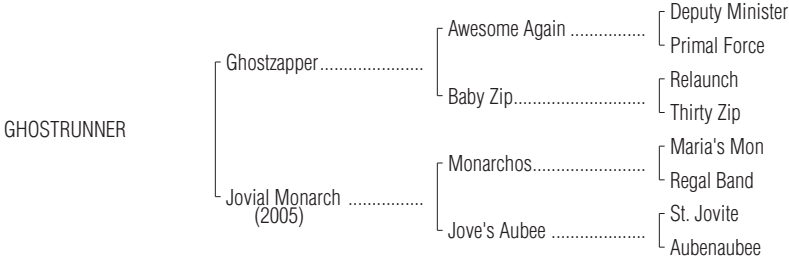 Deputy Minister
Awesome Again ................
Primal Force
Ghostzapper......................
Relaunch
Baby Zip............................
Thirty Zip
GHOSTRUNNER
Maria's Mon
Monarchos........................
Regal Band
Jovial Monarch ................
(2005)
St. Jovite
Jove's Aubee ....................
Aubenaubee